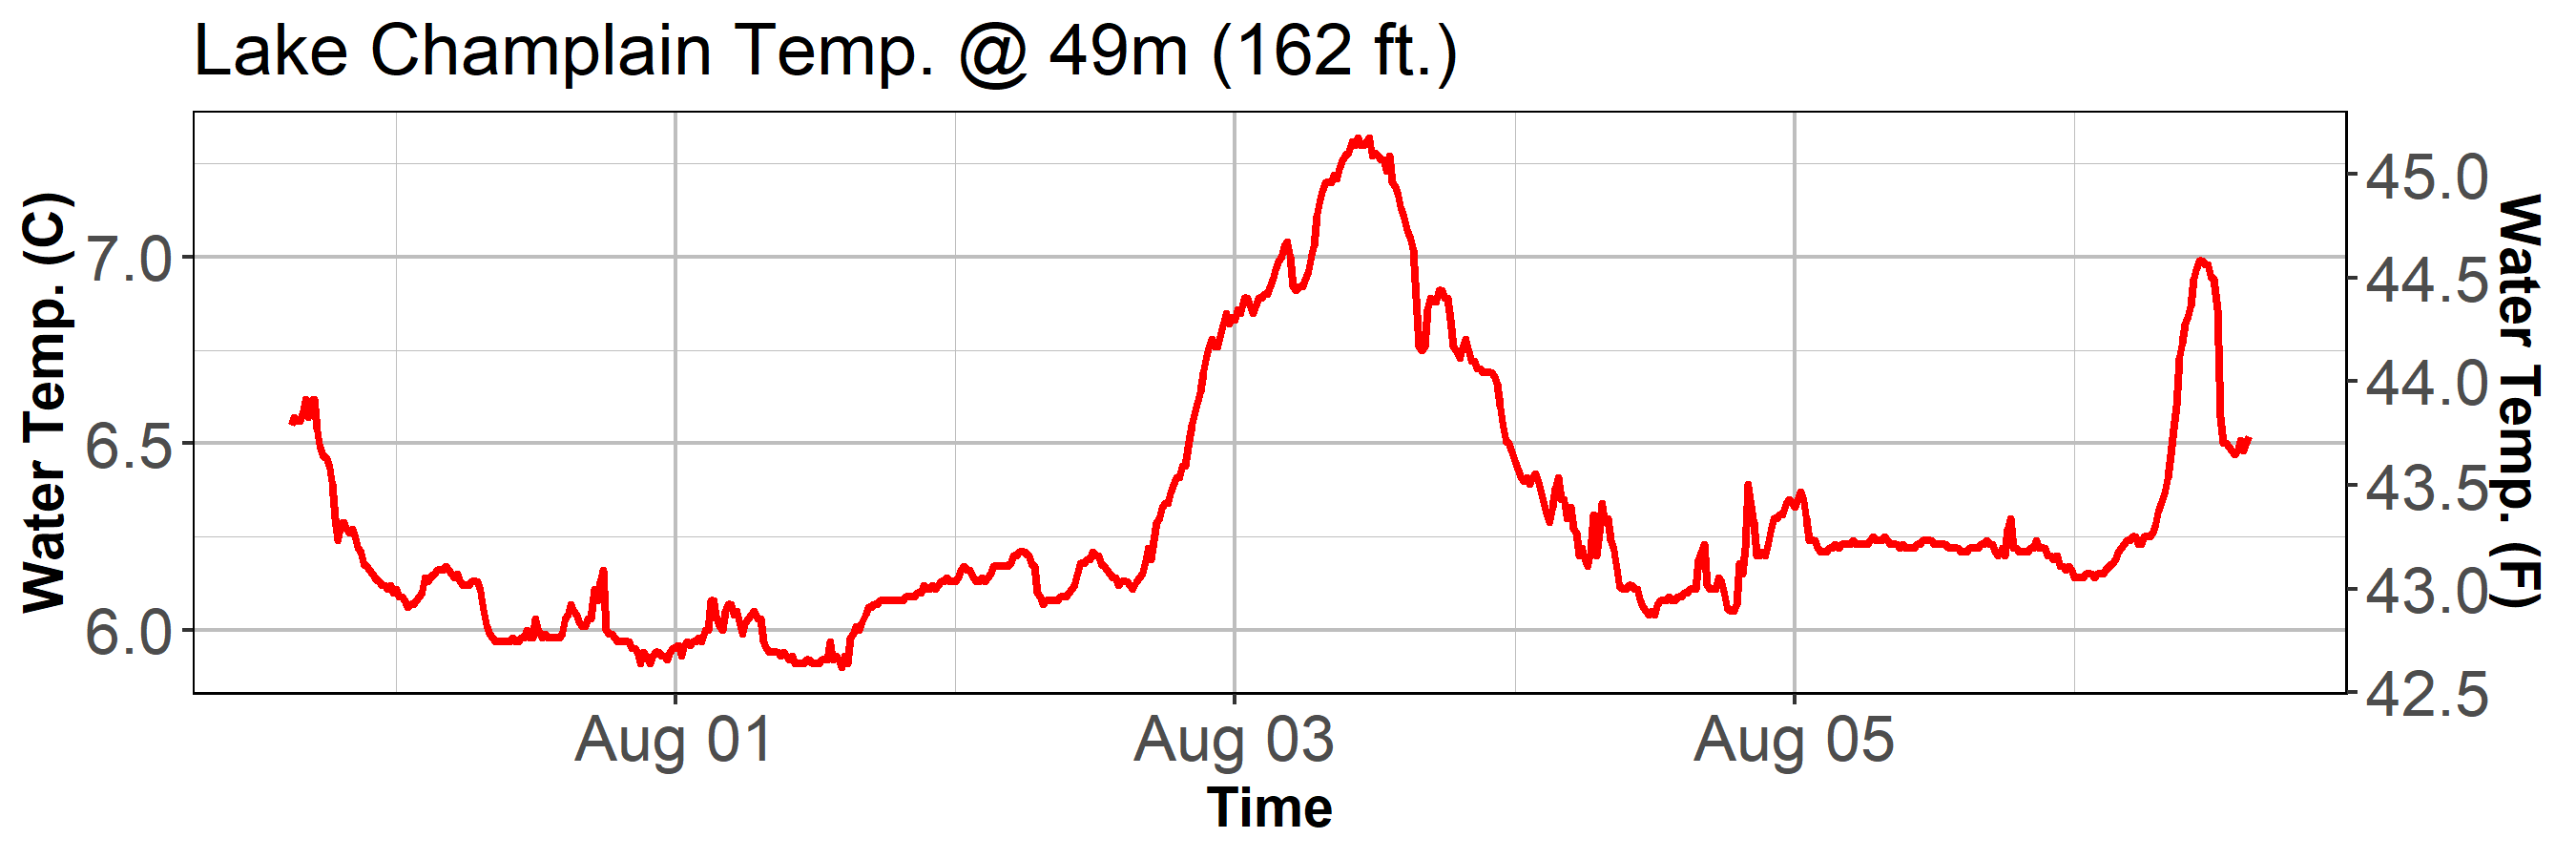 Lake Champlain Temp. @ 49m (162 ft.)
Water Temp. (C)
7.0
6.5
6.0
45.0
44.5
44.0
43.5
43.0
42.5
Water Temp. (F)
Aug 01
Aug 03
Aug 05
Time